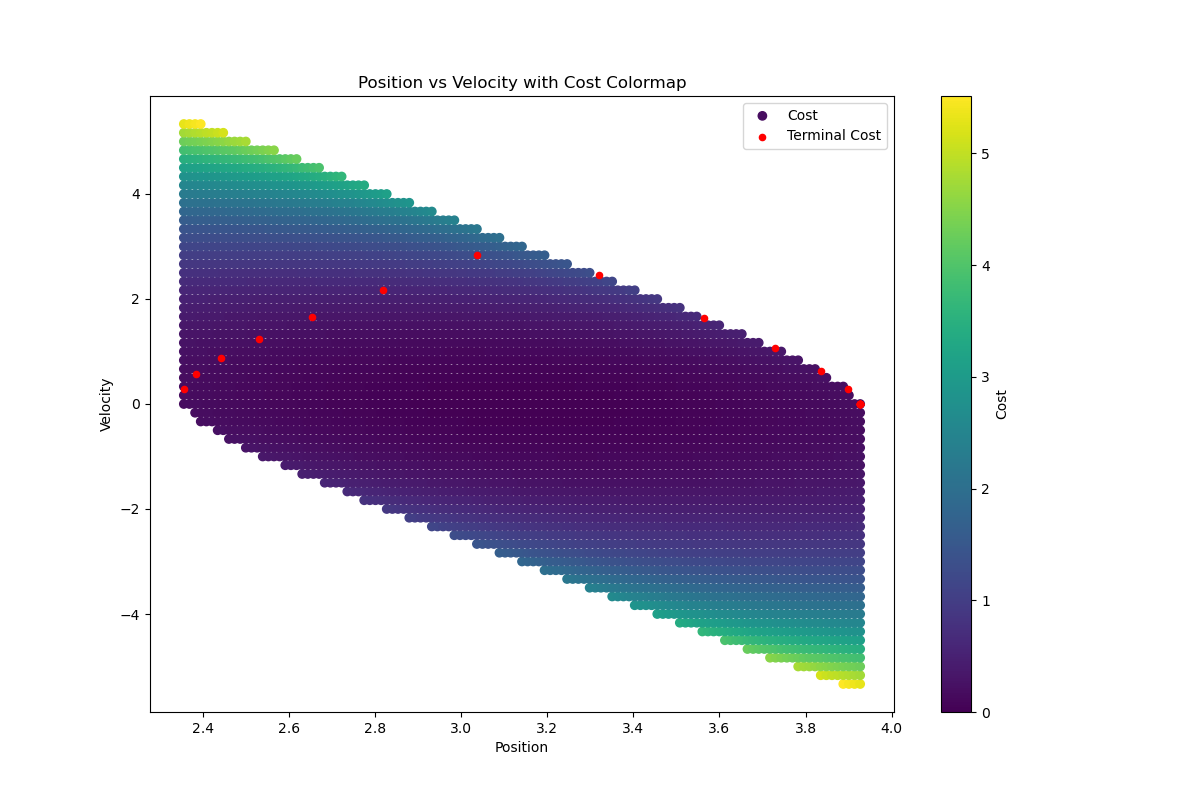 Position vs Velocity with Cost Colormap
Cost
Terminal Cost
4
2
0
−2
−4
Velocity
2.4 2.6 2.8 3.0 3.2 3.4 3.6 3.8 4.0
Position
5
4
3
2
1
0
Cost